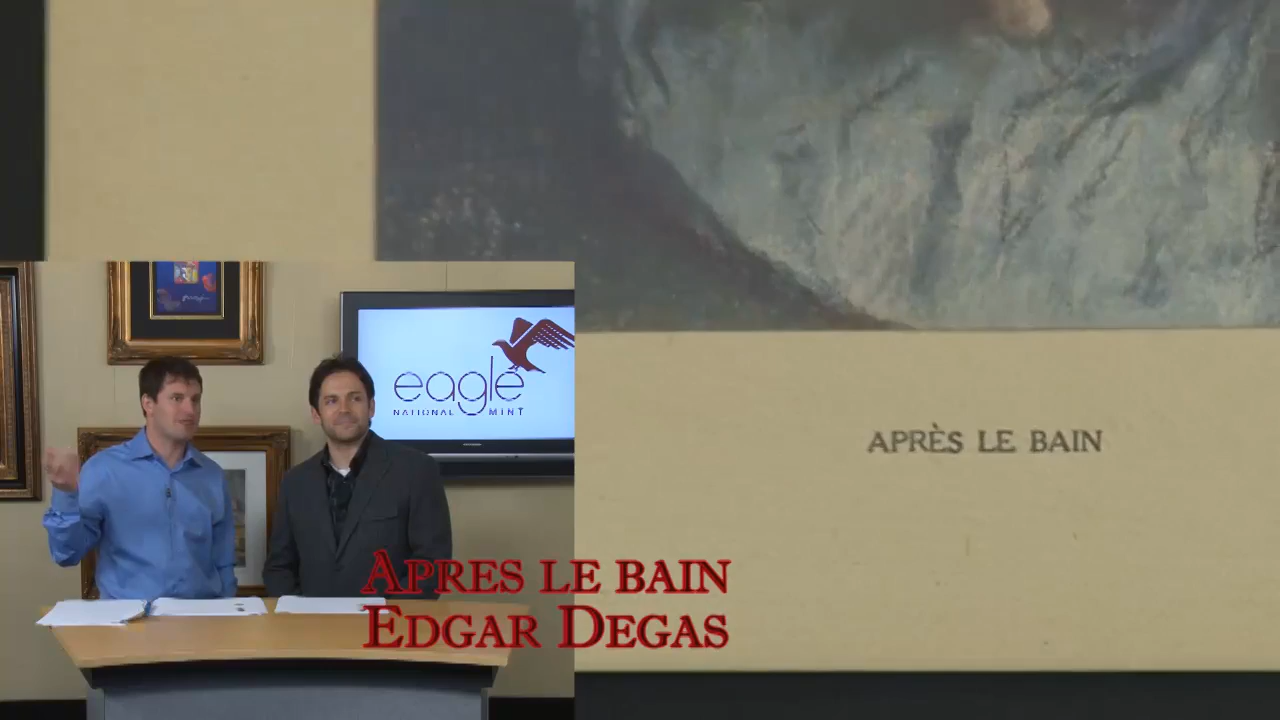 eagle
NATIONAL MINT
APRÈS LE BAIN
APRES LE BAIN
EDGAR DEGAS